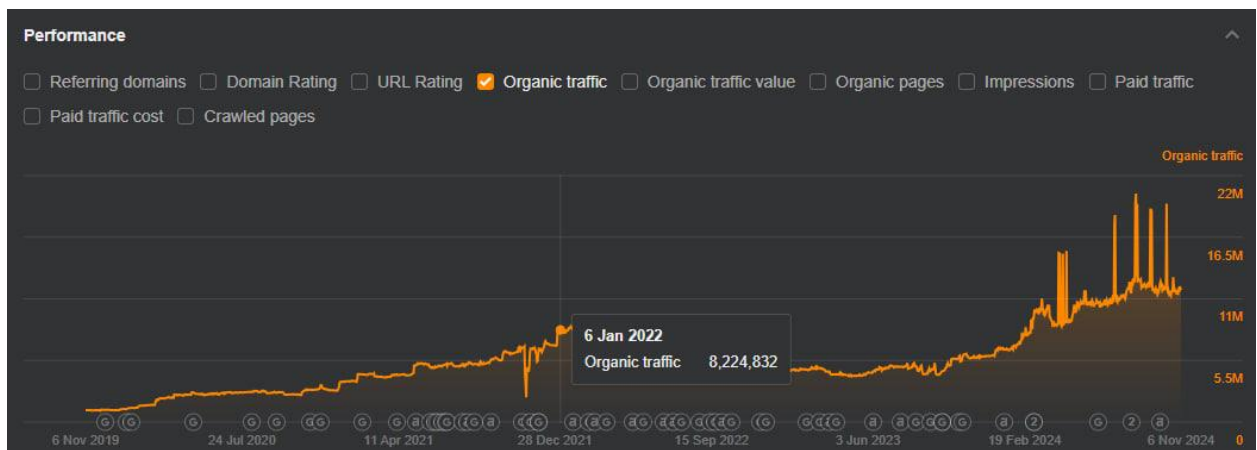 Performance
Referring domains Domain Rating URL Rating Organic traffic Organic traffic value Organic pages Impressions Paid traffic
Paid traffic cost Crawled pages
Organic traffic
22M
16.5M
6 Jan 2022
11M
Organic traffic 8,224,832
5.5M
6 Nov 2019 24 Jul 2020 11 Apr 2021 28 Dec 2021 15 Sep 2022 3 Jun 2023 19 Feb 2024 6 Nov 2024 0